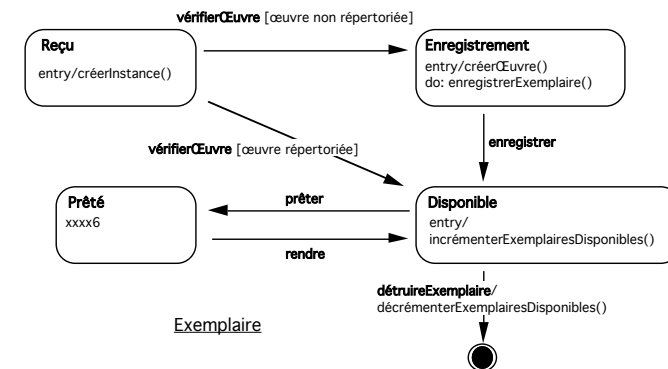 vérifierŒuvre [œuvre non répertoriée]
Reçu
entry/créerInstance()
Enregistrement
entry/créerŒuvre()
do: enregistrerExemplaire()
enregistrer
vérifierŒuvre [œuvre répertoriée]
Prêté
xxxx6
prêter
rendre
Disponible
entry/
incrémenterExemplairesDisponibles()
détruireExemplaire/
décrémenterExemplairesDisponibles()
Exemplaire